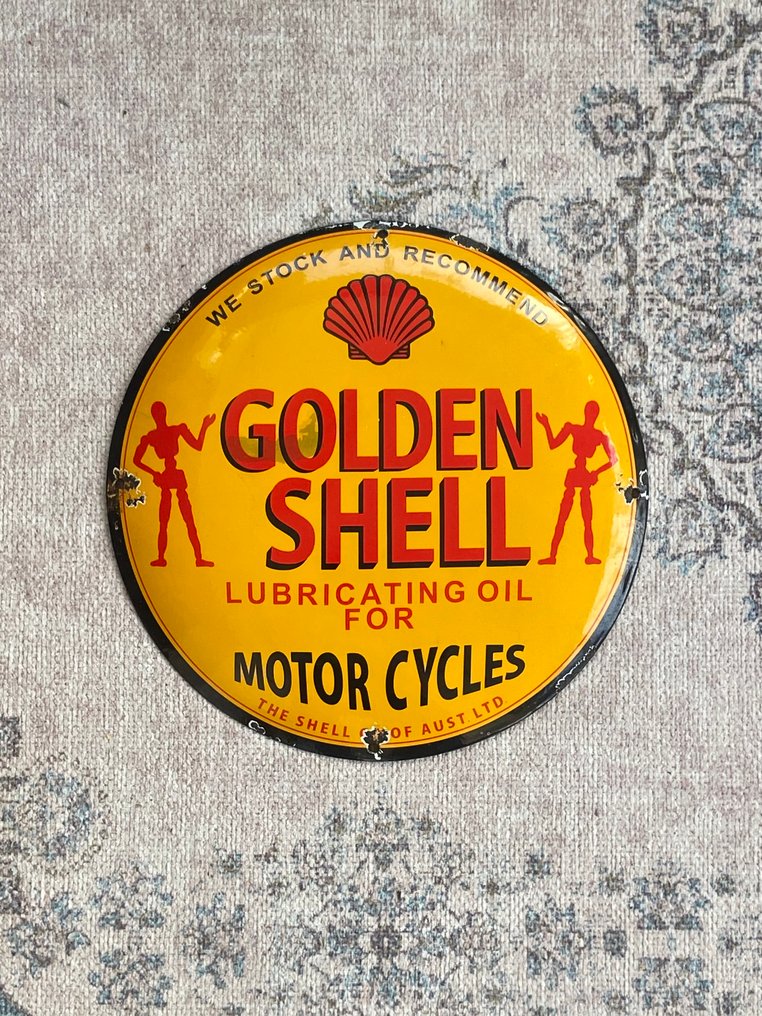 WE STOCK AND RECOMMEND
GOLDEN
SHELL
LUBRICATING OIL
FOR
MOTOR CYCLES
THE SHELL OF AUST. LTD.